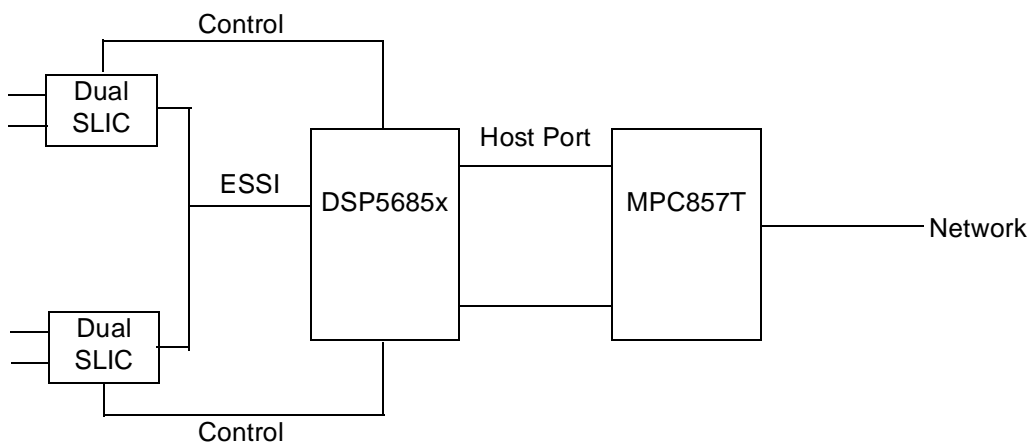 Control
Dual
SLIC
Host Port
ESSI
DSP5685x
MPC857T
Network
Dual
SLIC
Control